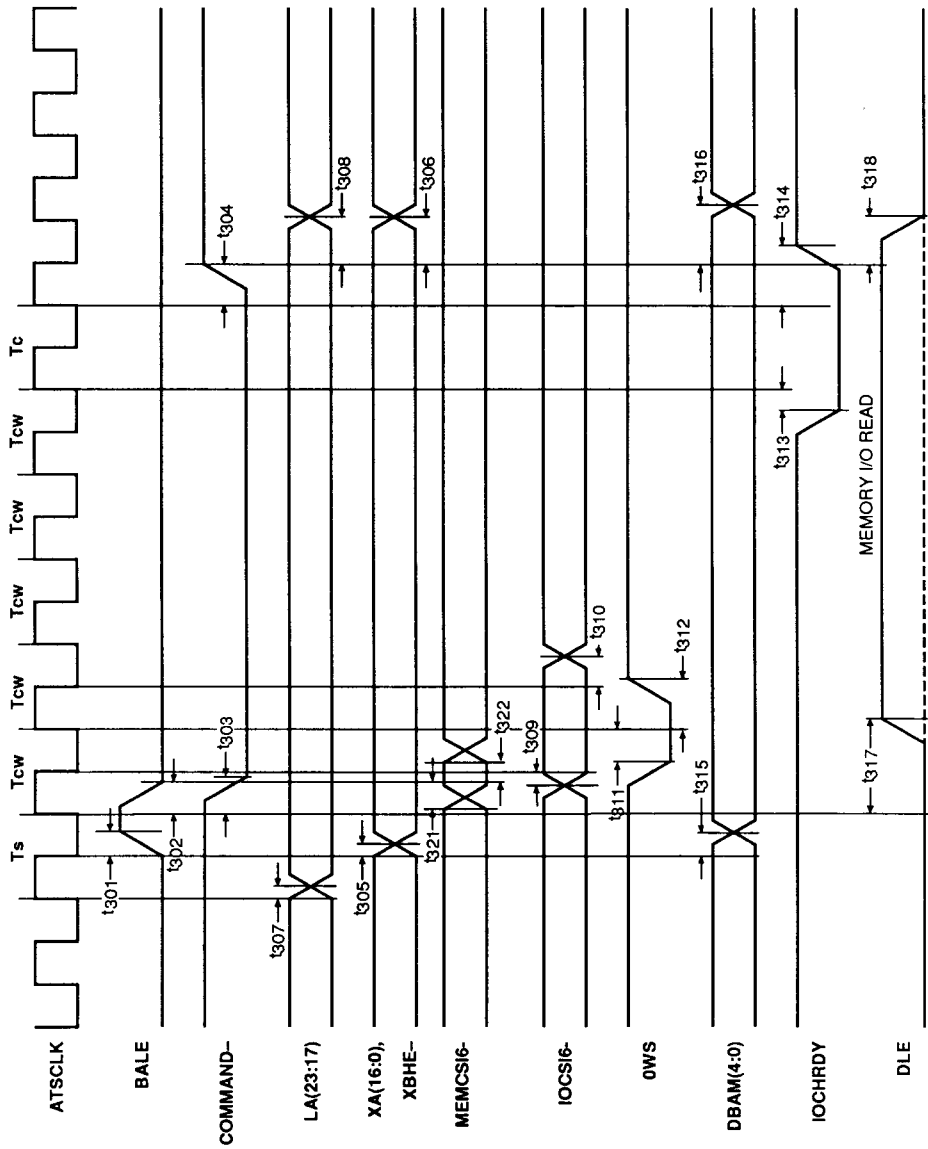 Ts
Tcw
Tcw
Tcw
Tcw
Tcw
Tc
ATSCLK
BALE
t301
t302
COMMAND–
t303
t304
LA(23:17)
t307
t308
XA(16:0),
XBHE–
t305
t306
MEMCSI6-
t321
t322
IOCSI6-
t309
t310
0WS
t311
t312
DBAM(4:0)
t315
t316
IOCHRDY
t313
t314
DLE
t317
MEMORY I/O READ
t318